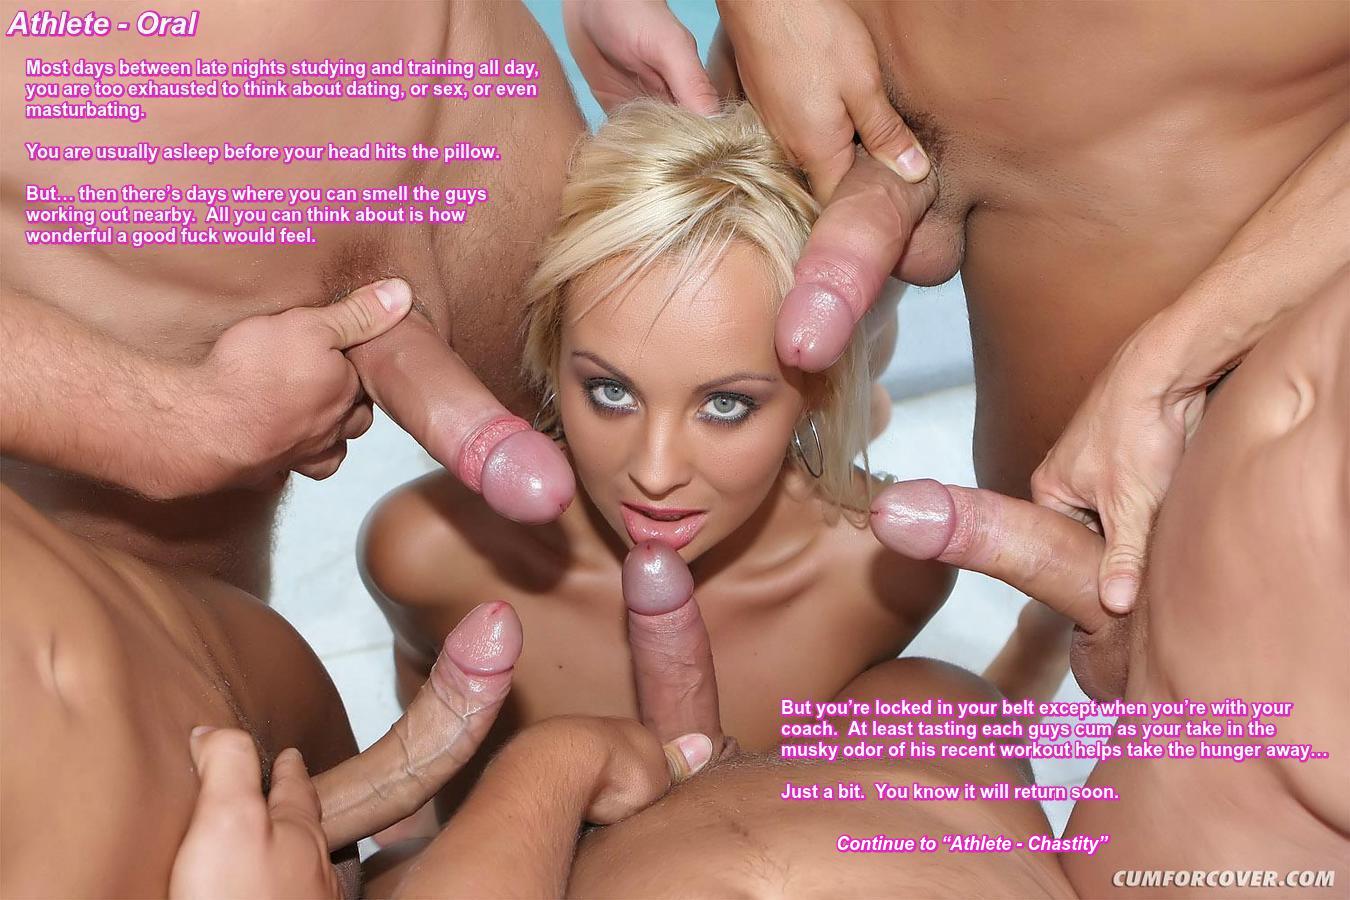 Athlete - Oral
Most days between late nights studying and training all day,
you are too exhausted to think about dating, or sex, or even
masturbating.
You are usually asleep before your head hits the pillow.
But... then there's days where you can smell the guys
working out nearby.  All you can think about is how
wonderful a good fuck would feel.
But you're locked in your belt except when you're with your
coach.  At least tasting each guys cum as your take in the
musky odor of his recent workout helps take the hunger away...
Just a bit.  You know it will return soon.
Continue to “Athlete - Chastity”
CUMFORCOVER.COM